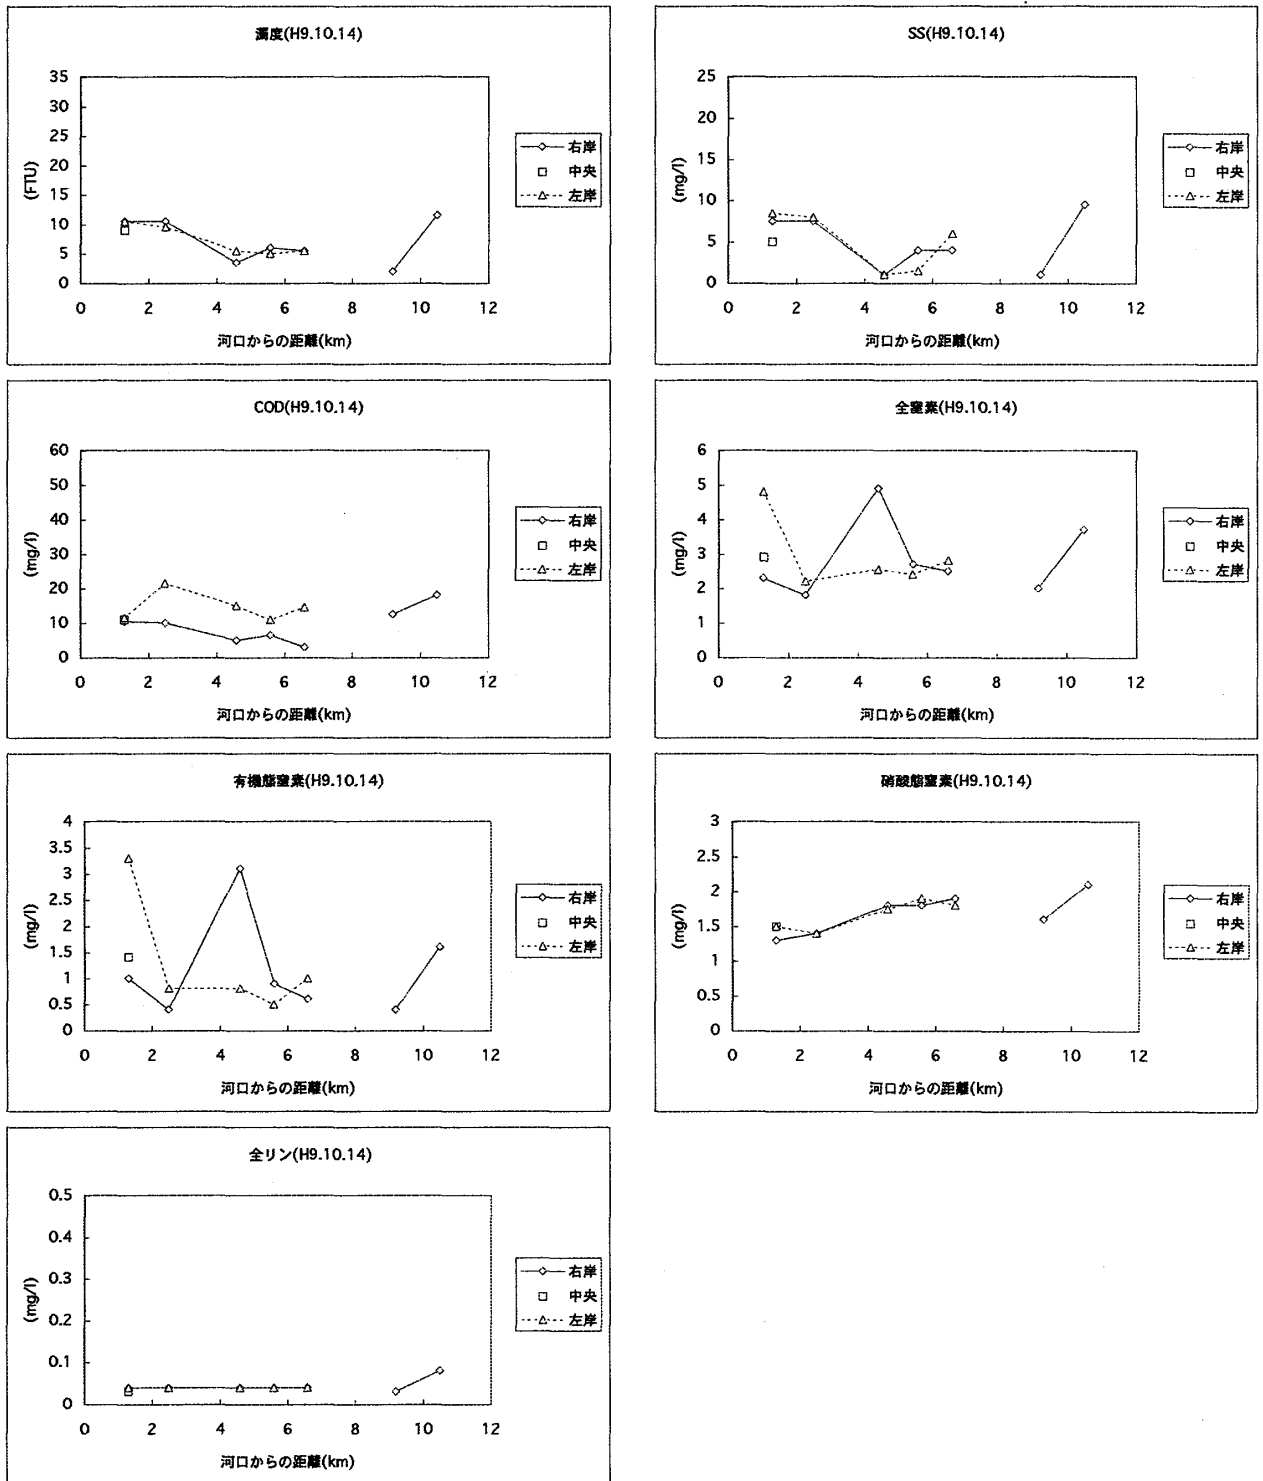 濁度(H9.10.14)
35
30
25
20
15
10
5
0
(FTU)
0 2 4 6 8 10 12
河口からの距離(km)
右岸
中央
左岸
SS(H9.10.14)
25
20
15
10
5
0
(mg/l)
0 2 4 6 8 10 12
河口からの距離(km)
右岸
中央
左岸
COD(H9.10.14)
60
50
40
30
20
10
0
(mg/l)
0 2 4 6 8 10 12
河口からの距離(km)
右岸
中央
左岸
全窒素(H9.10.14)
6
5
4
3
2
1
0
(mg/l)
0 2 4 6 8 10 12
河口からの距離(km)
右岸
中央
左岸
有機態窒素(H9.10.14)
4
3.5
3
2.5
2
1.5
1
0.5
0
(mg/l)
0 2 4 6 8 10 12
河口からの距離(km)
右岸
中央
左岸
硝酸態窒素(H9.10.14)
3
2.5
2
1.5
1
0.5
0
(mg/l)
0 2 4 6 8 10 12
河口からの距離(km)
右岸
中央
左岸
全リン(H9.10.14)
0.5
0.4
0.3
0.2
0.1
0
(mg/l)
0 2 4 6 8 10 12
河口からの距離(km)
右岸
中央
左岸